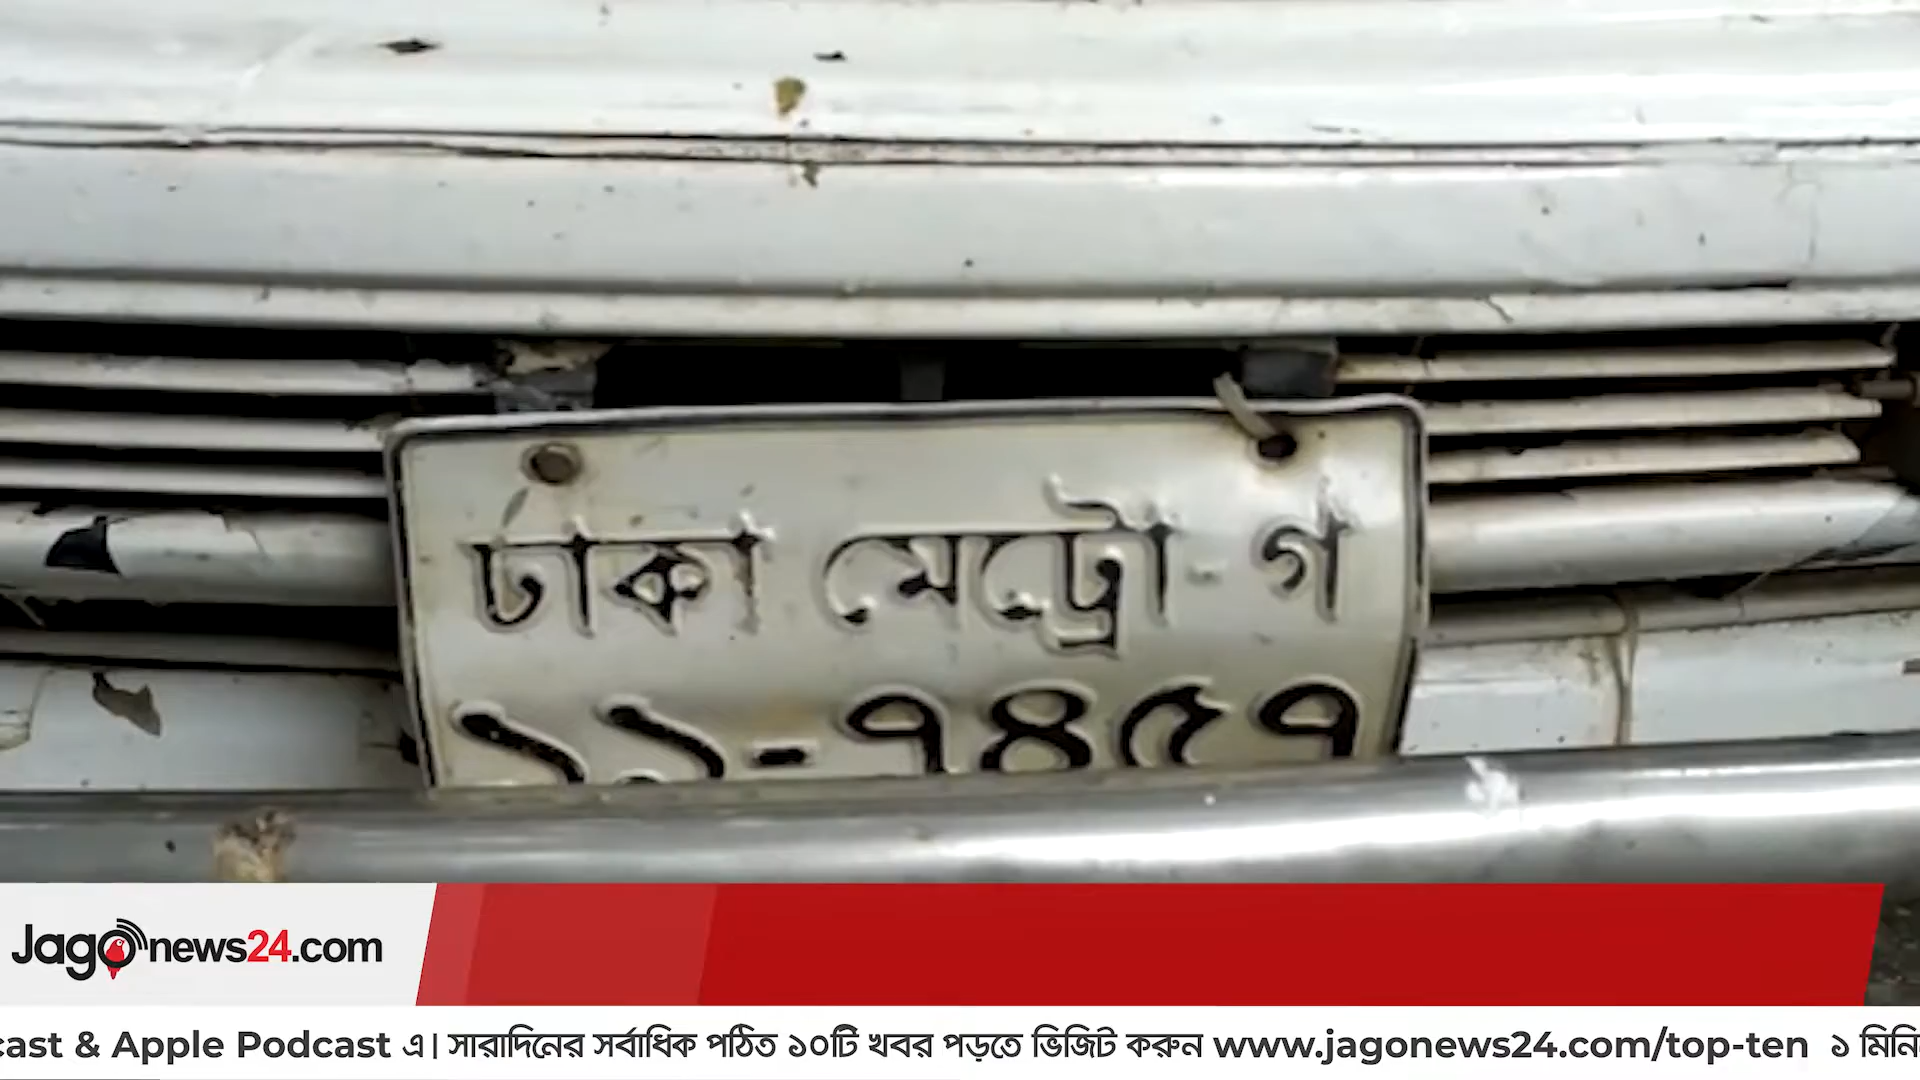 ঢাকা মেট্রো-গ
১১-৭৪৫৭
Jagonews24.com
cast & Apple Podcast এ। সারাদিনের সর্বাধিক পঠিত ১০টি খবর পড়তে ভিজিট করুন www.jagonews24.com/top-ten ১